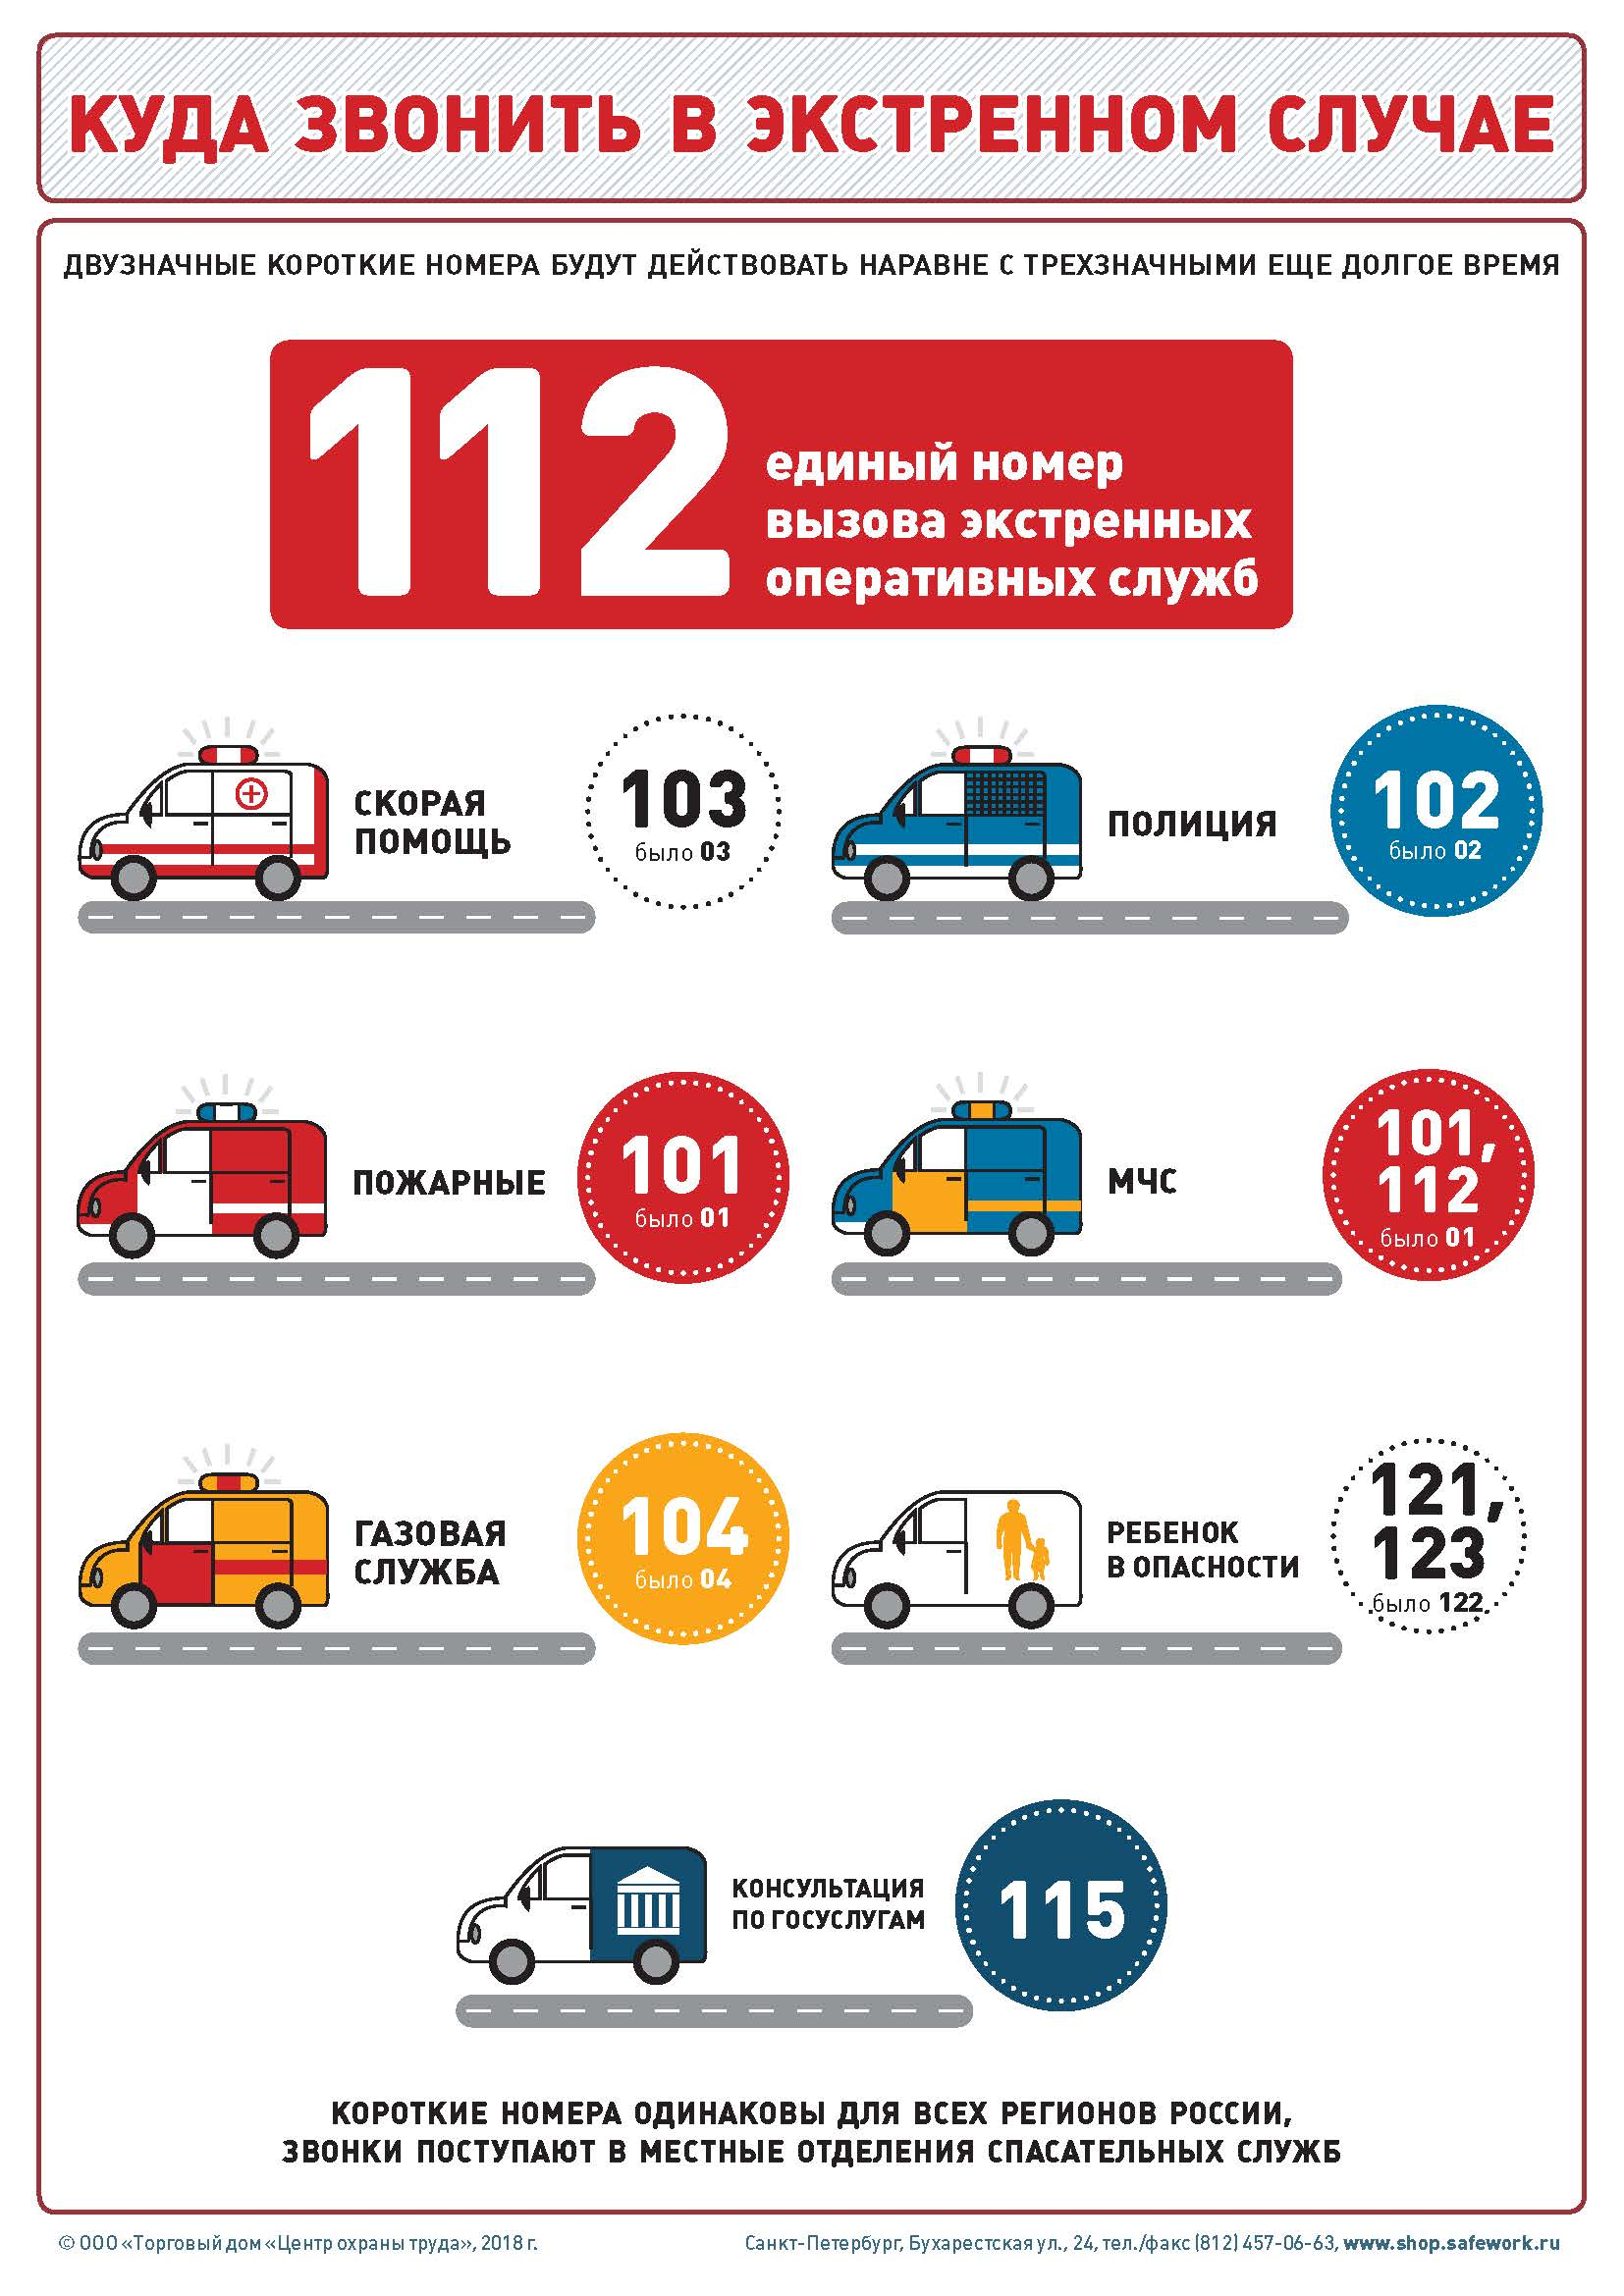 КУДА ЗВОНИТЬ В ЭКСТРЕННОМ СЛУЧАЕ
ДВУЗНАЧНЫЕ КОРОТКИЕ НОМЕРА БУДУТ ДЕЙСТВОВАТЬ НАРАВНЕ С ТРЕХЗНАЧНЫМИ ЕЩЕ ДОЛГОЕ ВРЕМЯ
112
единый номер
вызова экстренных
оперативных служб
СКОРАЯ
ПОМОЩЬ
103
было 03
ПОЛИЦИЯ
102
было 02
ПОЖАРНЫЕ
101
было 01
МЧС
101,
112
было 01
ГАЗОВАЯ
СЛУЖБА
104
было 04
РЕБЕНОК
В ОПАСНОСТИ
121,
123
было 122
КОНСУЛЬТАЦИЯ
ПО ГОСУСЛУГАМ
115
КОРОТКИЕ НОМЕРА ОДИНАКОВЫ ДЛЯ ВСЕХ РЕГИОНОВ РОССИИ,
ЗВОНКИ ПОСТУПАЮТ В МЕСТНЫЕ ОТДЕЛЕНИЯ СПАСАТЕЛЬНЫХ СЛУЖБ
© ООО «Торговый дом «Центр охраны труда», 2018 г.
Санкт-Петербург, Бухарестская ул., 24, тел./факс (812) 457-06-63, www.shop.safework.ru